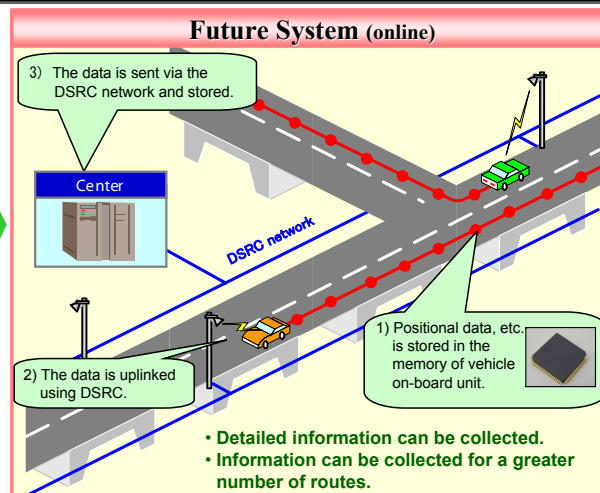 Future System (online)
3) The data is sent via the
DSRC network and stored.
Center
DSRC network
1) Positional data, etc.
is stored in the
memory of vehicle
on-board unit.
2) The data is uplinked
using DSRC.
• Detailed information can be collected.
• Information can be collected for a greater
number of routes.